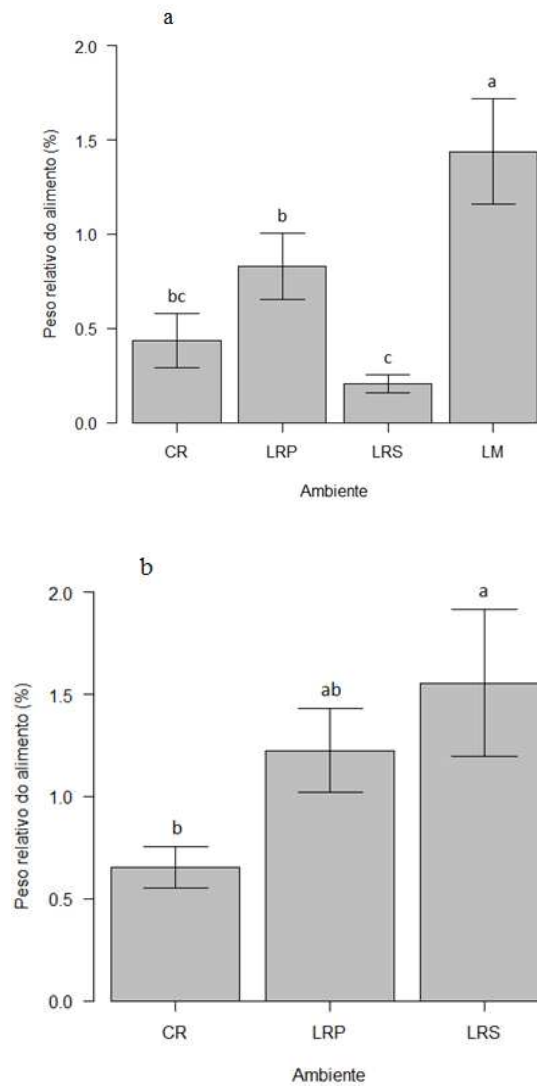 a
Peso relativo do alimento (%)
2.0
1.5
1.0
0.5
0.0
bc
b
c
a
CR LRP LRS LM
Ambiente
b
Peso relativo do alimento (%)
2.0
1.5
1.0
0.5
0.0
b
ab
a
CR LRP LRS
Ambiente